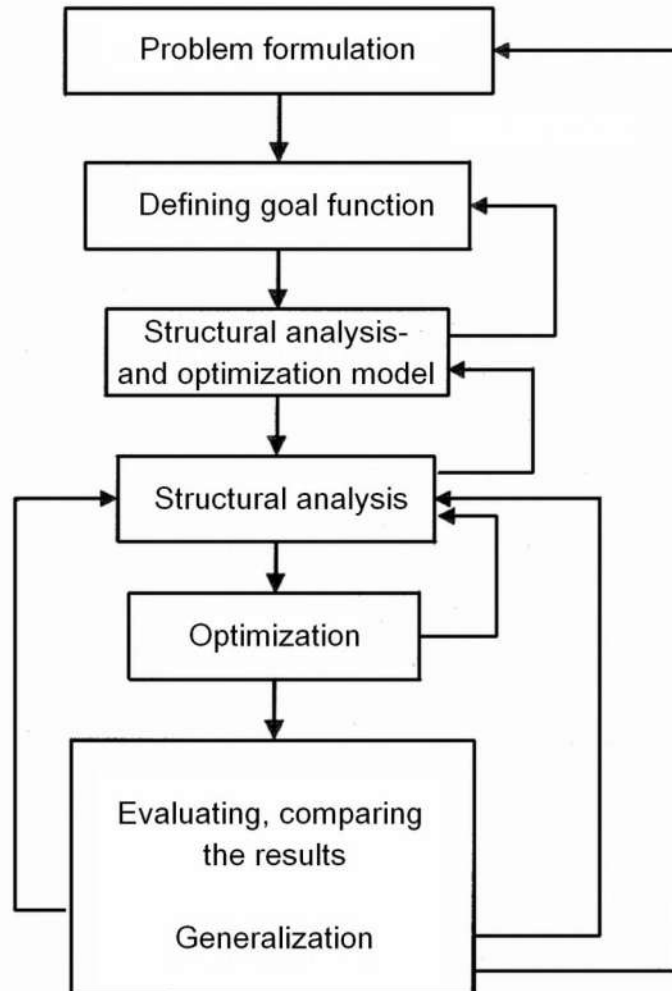 Problem formulation
Defining goal function
Structural analysis-
and optimization model
Structural analysis
Optimization
Evaluating, comparing
the results
Generalization